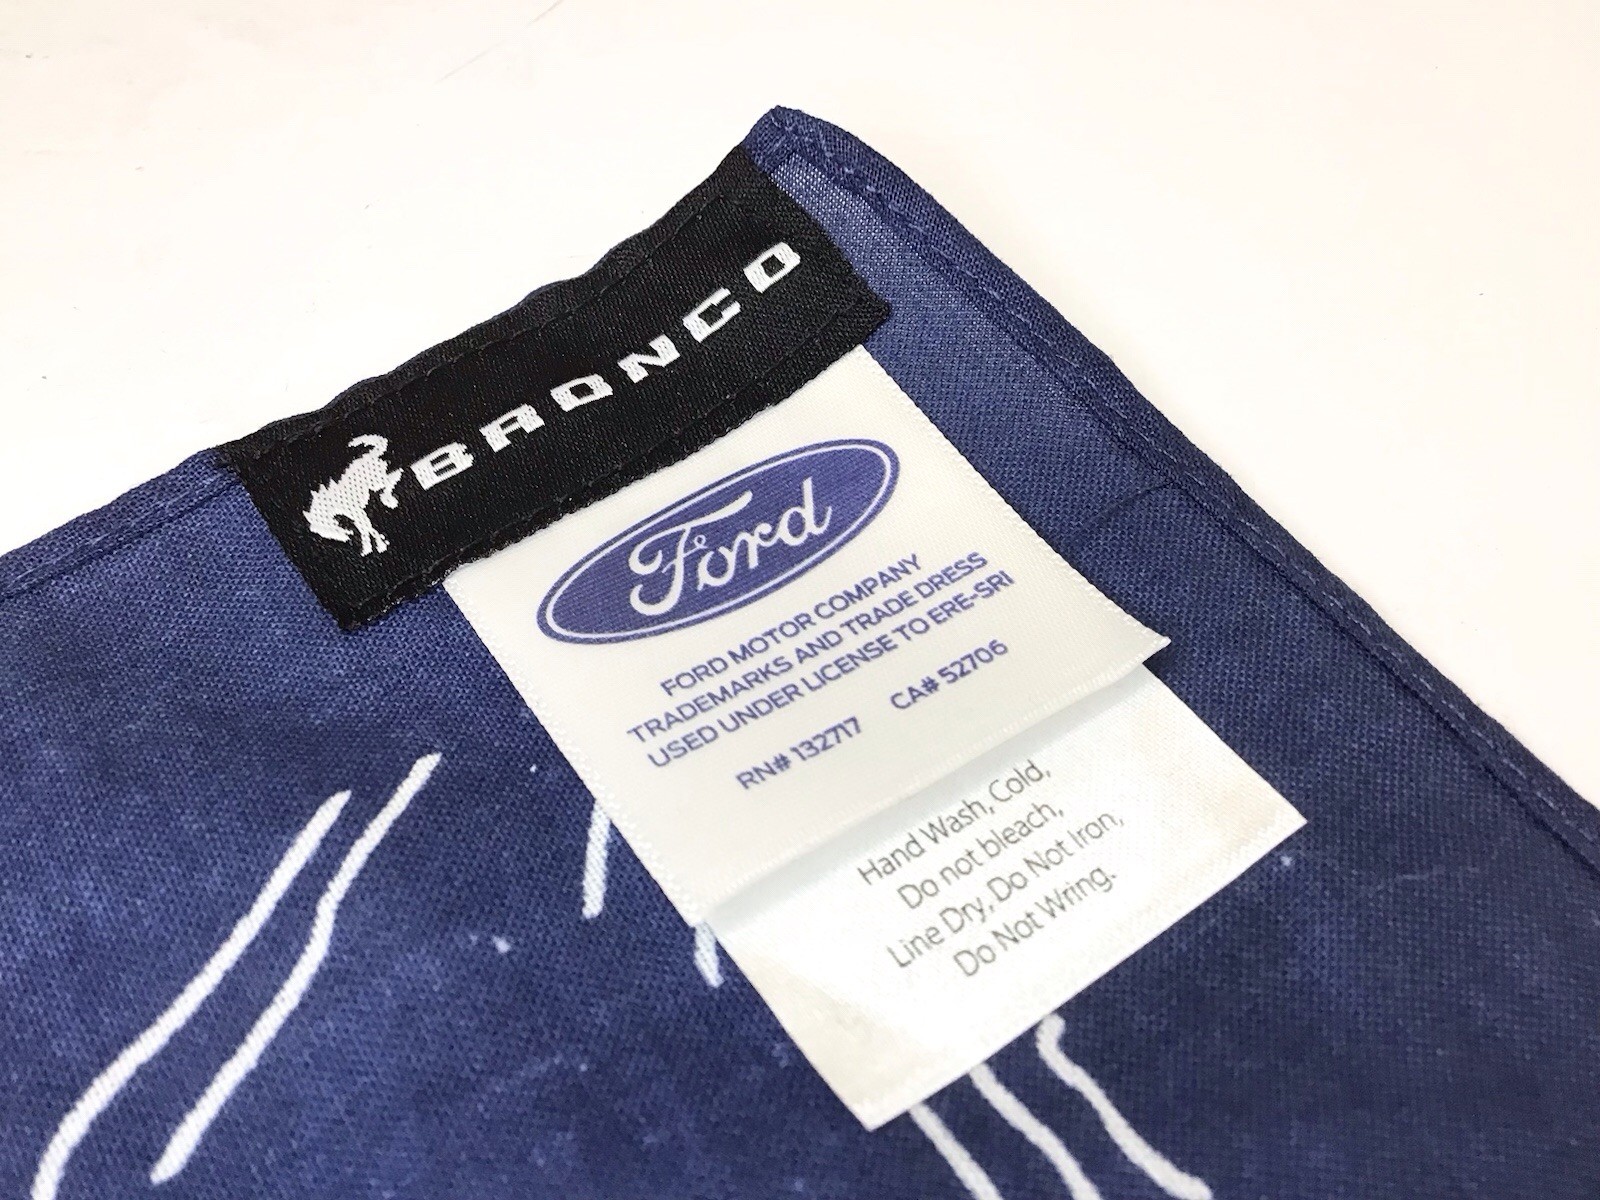 BRONCO
Ford
FORD MOTOR COMPANY
TRADEMARKS AND TRADE DRESS
USED UNDER LICENSE TO ERE-SRI
RN# 132717 CA# 52706
Hand Wash, Cold,
Do not bleach,
Line Dry, Do Not Iron,
Do Not Wring.